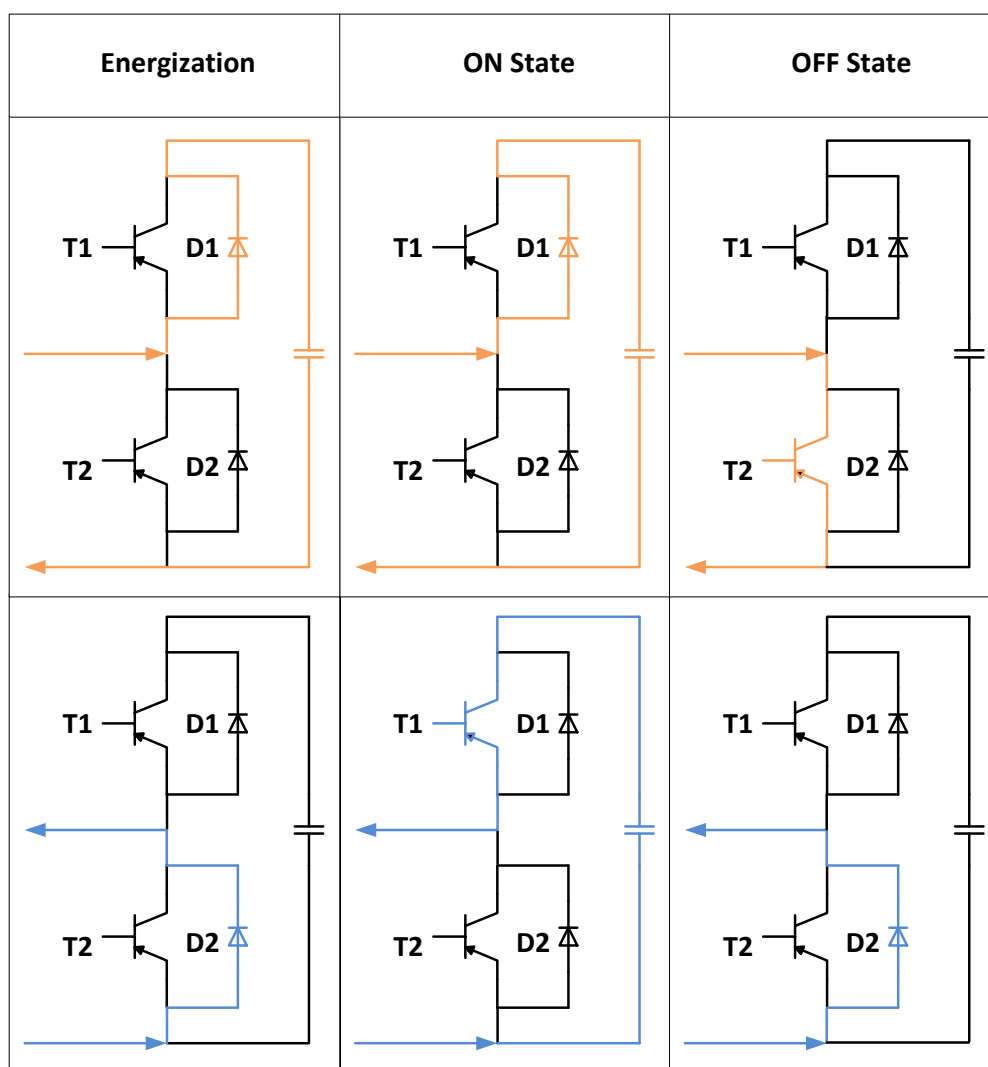 Energization ON State OFF State
T1 D1 T1 D1 T1 D1
T2 D2 T2 D2 T2 D2
T1 D1 T1 D1 T1 D1
T2 D2 T2 D2 T2 D2